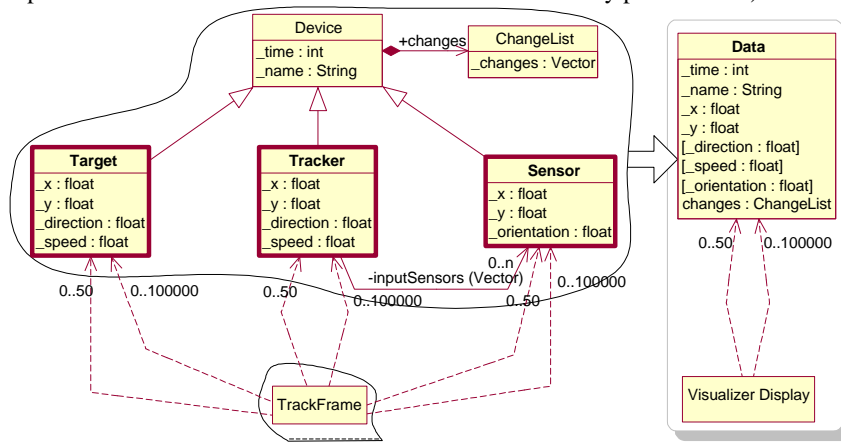 Device
_time : int
_name : String
+changes
ChangeList
_changes : Vector
Data
_time : int
_name : String
_x : float
_y : float
[_direction : float]
[_speed : float]
[_orientation : float]
changes : ChangeList
Target
_x : float
_y : float
_direction : float
_speed : float
Tracker
_x : float
_y : float
_direction : float
_speed : float
Sensor
_x : float
_y : float
_orientation : float
0..n
-inputSensors (Vector)
0..50
0..100000
0..50
0..100000
0..50
0..100000
0..50
0..100000
TrackFrame
Visualizer Display